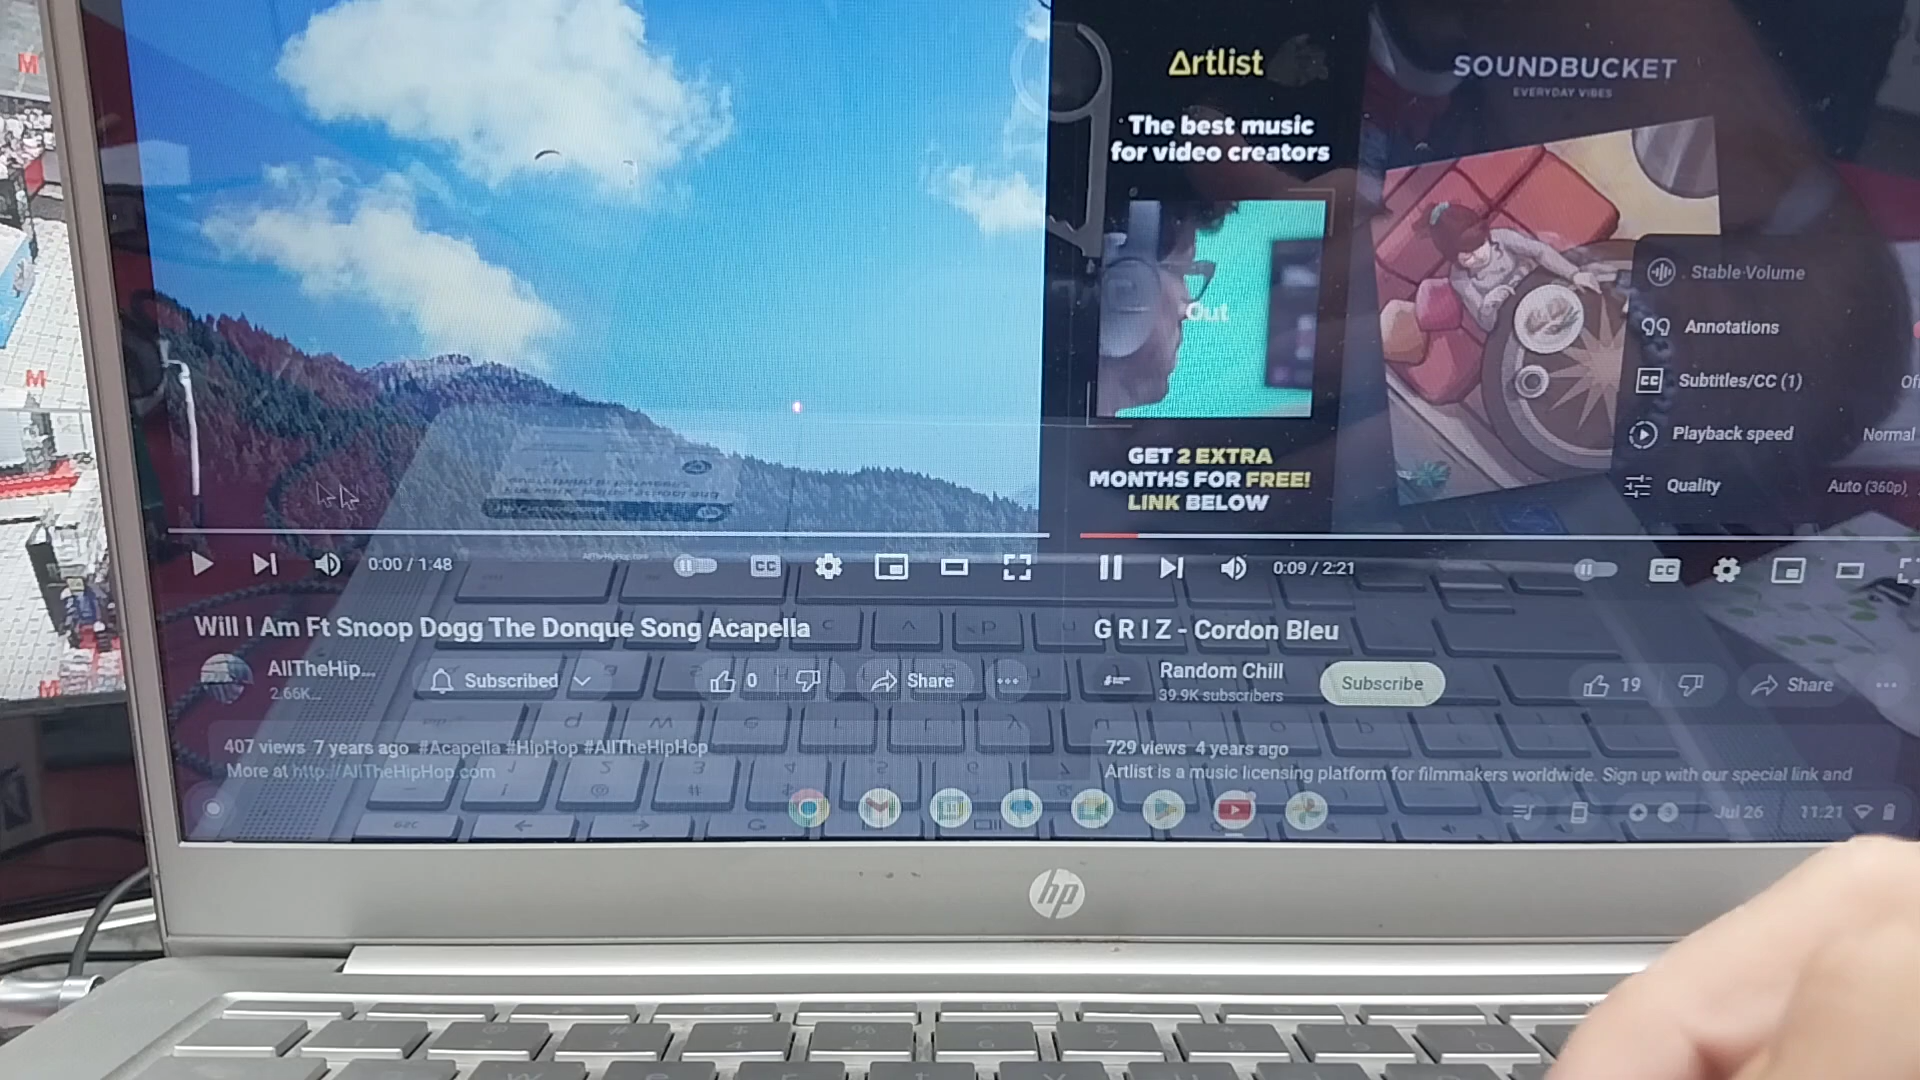 Artlist
The best music
for video creators
Out
GET 2 EXTRA
MONTHS FOR FREE!
LINK BELOW
SOUNDBUCKET
EVERYDAY VIBES
Stable Volume
Annotations
Subtitles/CC (1)
Playback speed
Normal
Quality
Auto (360p)
0:00 / 1:48
CC
0:09 / 2:21
CC
Will I Am Ft Snoop Dogg The Donque Song Acapella
AllTheHip...
2.66K...
Subscribed
0
Share
407 views 7 years ago #Acapella #HipHop #AllTheHipHop
More at http://AllTheHipHop.com
G R I Z - Cordon Bleu
Random Chill
39.9K subscribers
Subscribe
19
Share
729 views 4 years ago
Artlist is a music licensing platform for filmmakers worldwide. Sign up with our special link and
Jul 26
11:21
hp
M
M
M